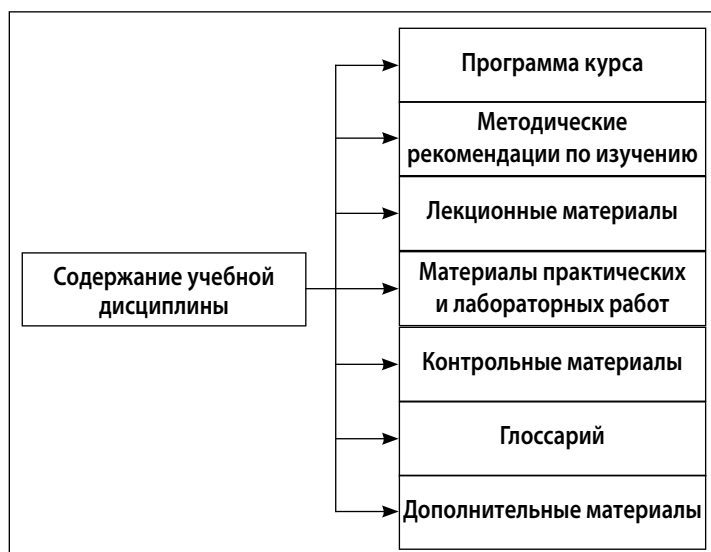 Содержание учебной
дисциплины
Программа курса
Методические
рекомендации по изучению
Лекционные материалы
Материалы практических
и лабораторных работ
Контрольные материалы
Глоссарий
Дополнительные материалы